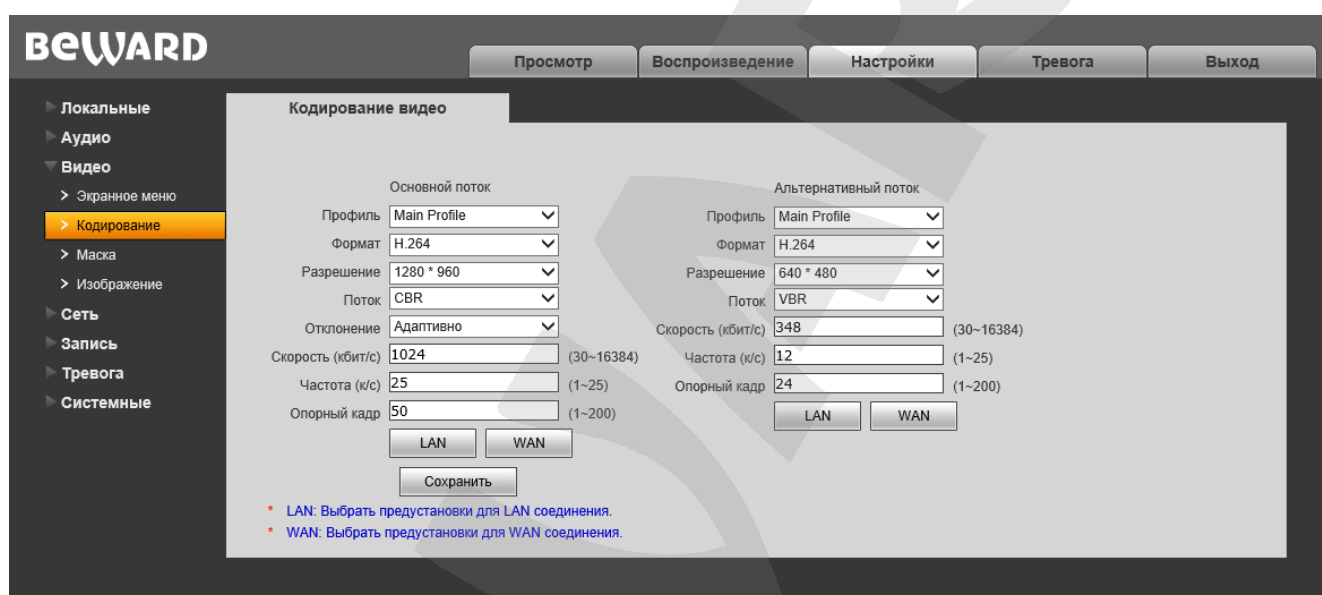 BEWARD
Просмотр Воспроизведение Настройки Тревога Выход
Локальные
Аудио
Видео
> Экранное меню
> Кодирование
> Маска
> Изображение
Сеть
Запись
Тревога
Системные
Кодирование видео
Основной поток
Профиль Main Profile
Формат H.264
Разрешение 1280 * 960
Поток CBR
Отклонение Адаптивно
Скорость (кбит/с) 1024 (30~16384)
Частота (к/с) 25 (1~25)
Опорный кадр 50 (1~200)
LAN WAN
Сохранить
Альтернативный поток
Профиль Main Profile
Формат H.264
Разрешение 640 * 480
Поток VBR
Скорость (кбит/с) 348 (30~16384)
Частота (к/с) 12 (1~25)
Опорный кадр 24 (1~200)
LAN WAN
* LAN: Выбрать предустановки для LAN соединения.
* WAN: Выбрать предустановки для WAN соединения.